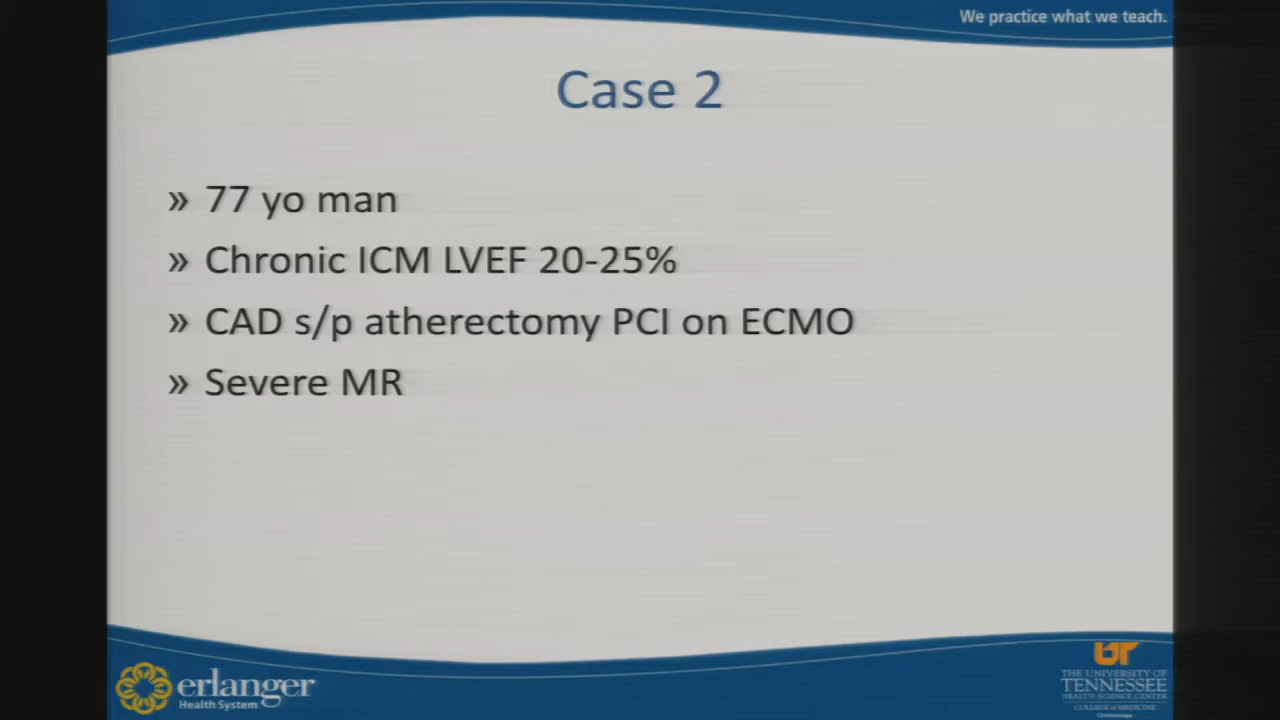 We practice what we teach.
Case 2
» 77 yo man
» Chronic ICM LVEF 20-25%
» CAD s/p atherectomy PCI on ECMO
» Severe MR
erlanger
Health System
UT
THE UNIVERSITY OF
TENNESSEE
HEALTH SCIENCE CENTER
COLLEGE of MEDICINE
Chattanooga